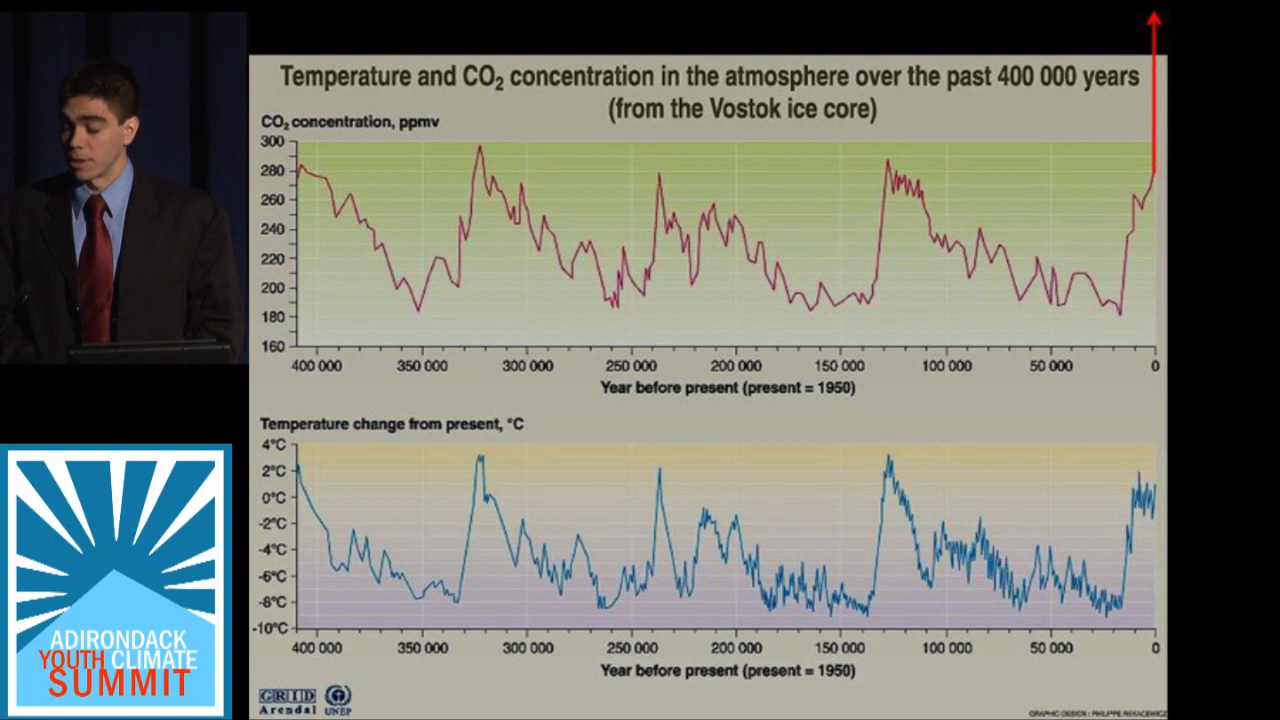 Temperature and CO₂ concentration in the atmosphere over the past 400 000 years
(from the Vostok ice core)
CO₂ concentration, ppmv
300
280
260
240
220
200
180
160
400 000 350 000 300 000 250 000 200 000 150 000 100 000 50 000 0
Year before present (present = 1950)
Temperature change from present, °C
4°C
2°C
0°C
-2°C
-4°C
-6°C
-8°C
-10°C
400 000 350 000 300 000 250 000 200 000 150 000 100 000 50 000 0
Year before present (present = 1950)
GRID
Arendal UNEP
GRAPHIC DESIGN : PHILIPPE REKACEWICZ
ADIRONDACK
YOUTH CLIMATE
SUMMIT